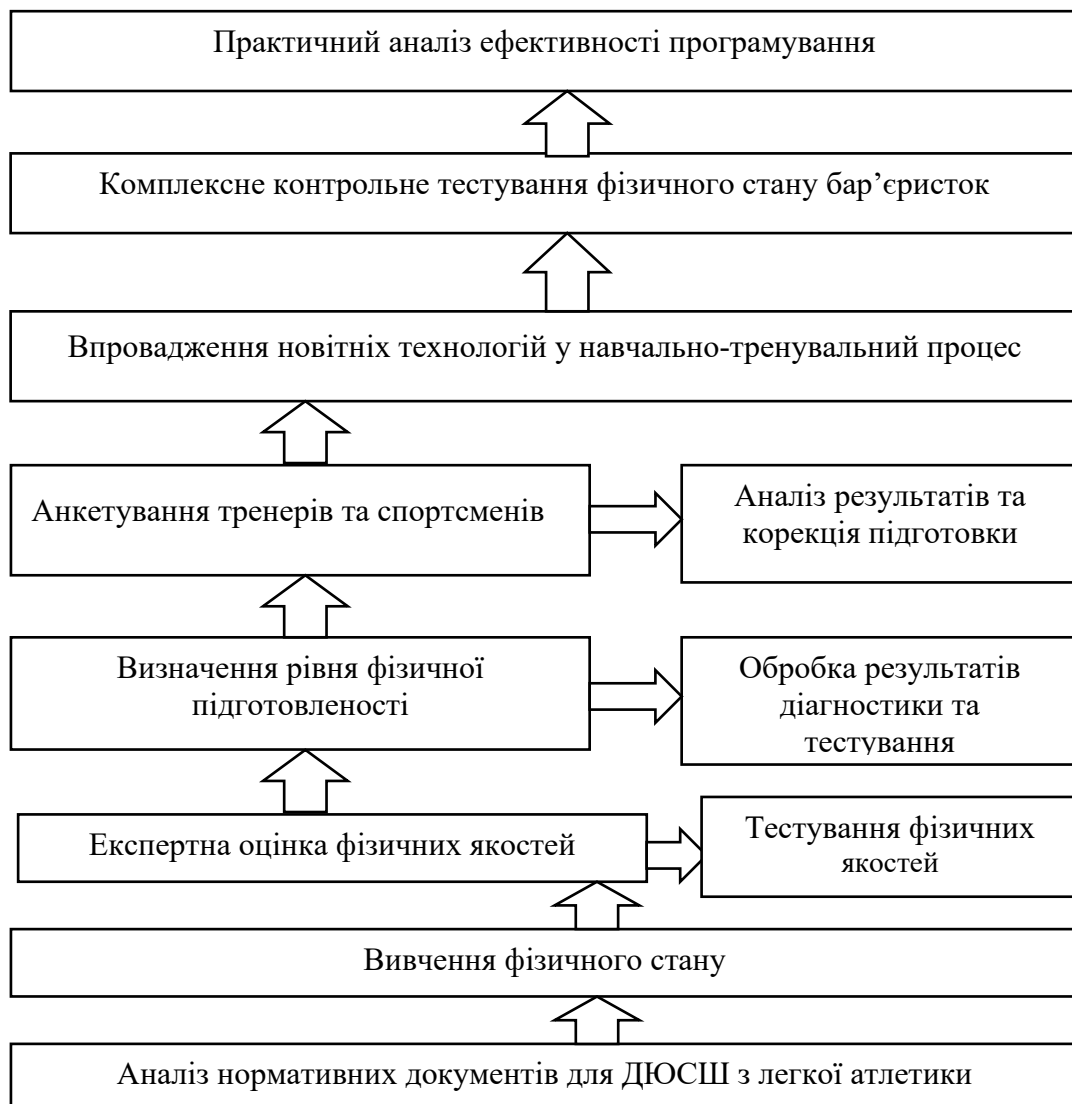 Практичний аналіз ефективності програмування
Комплексне контрольне тестування фізичного стану бар’єристок
Впровадження новітніх технологій у навчально-тренувальний процес
Анкетування тренерів та спортсменів
Аналіз результатів та
корекція підготовки
Визначення рівня фізичної
підготовленості
Обробка результатів
діагностики та
тестування
Експертна оцінка фізичних якостей
Тестування фізичних
якостей
Вивчення фізичного стану
Аналіз нормативних документів для ДЮСШ з легкої атлетики